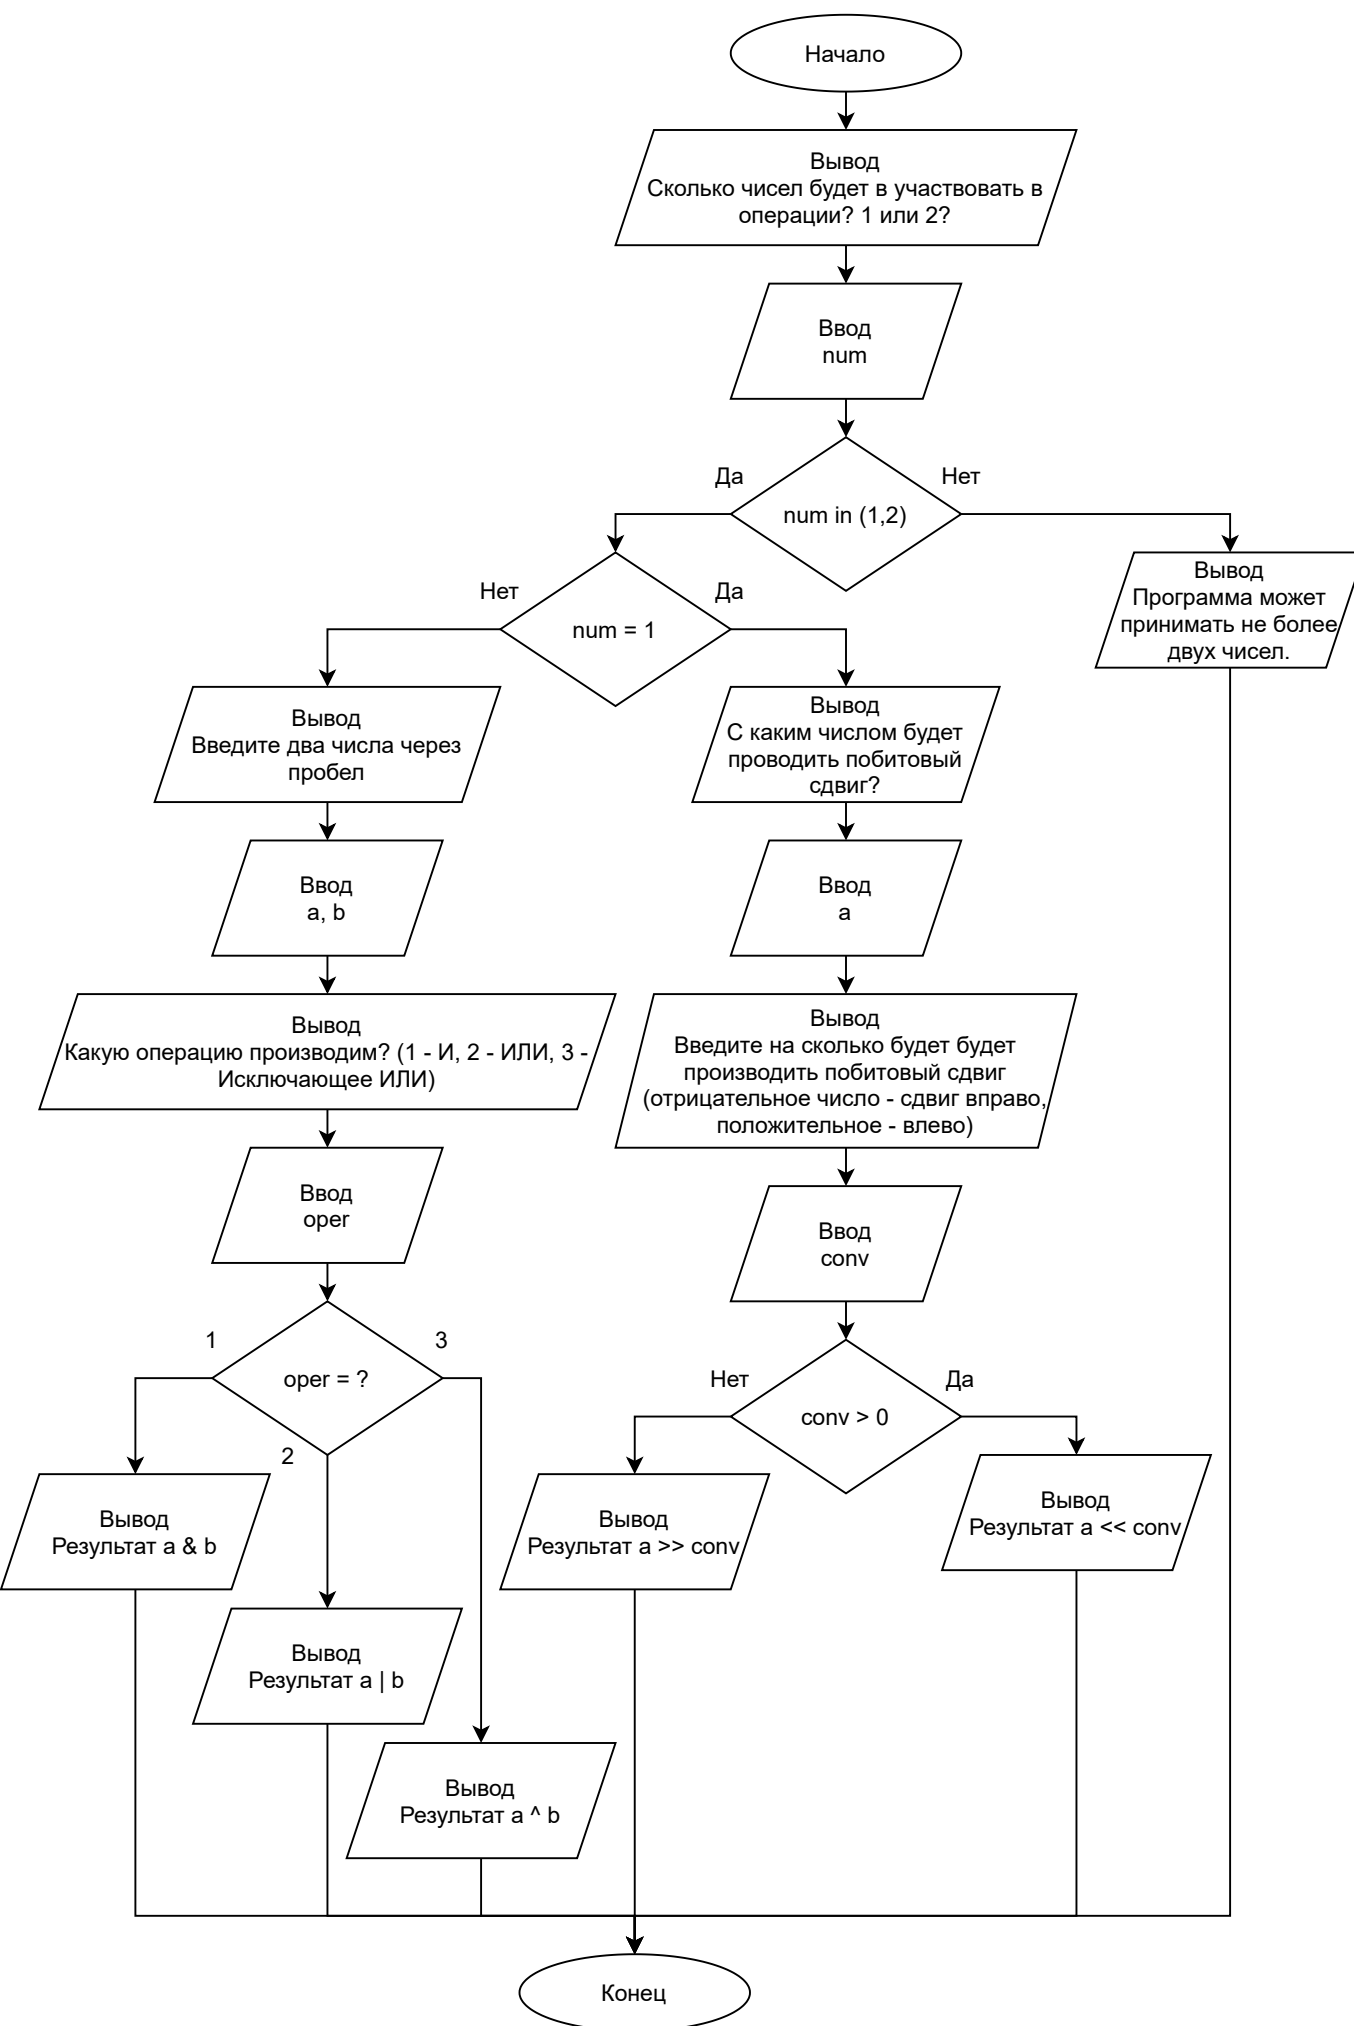 Начало
Вывод
Сколько чисел будет в участвовать в
операции? 1 или 2?
Ввод
num
Да
Нет
num in (1,2)
Вывод
Программа может
принимать не более
двух чисел.
Нет
Да
num = 1
Вывод
Введите два числа через
пробел
Вывод
С каким числом будет
проводить побитовый
сдвиг?
Ввод
a, b
Ввод
a
Вывод
Какую операцию производим? (1 - И, 2 - ИЛИ, 3 -
Исключающее ИЛИ)
Вывод
Введите на сколько будет будет
производить побитовый сдвиг
(отрицательное число - сдвиг вправо,
положительное - влево)
Ввод
oper
Ввод
conv
1
3
oper = ?
2
Нет
Да
conv > 0
Вывод
Результат a & b
Вывод
Результат a >> conv
Вывод
Результат a << conv
Вывод
Результат a | b
Вывод
Результат a ^ b
Конец